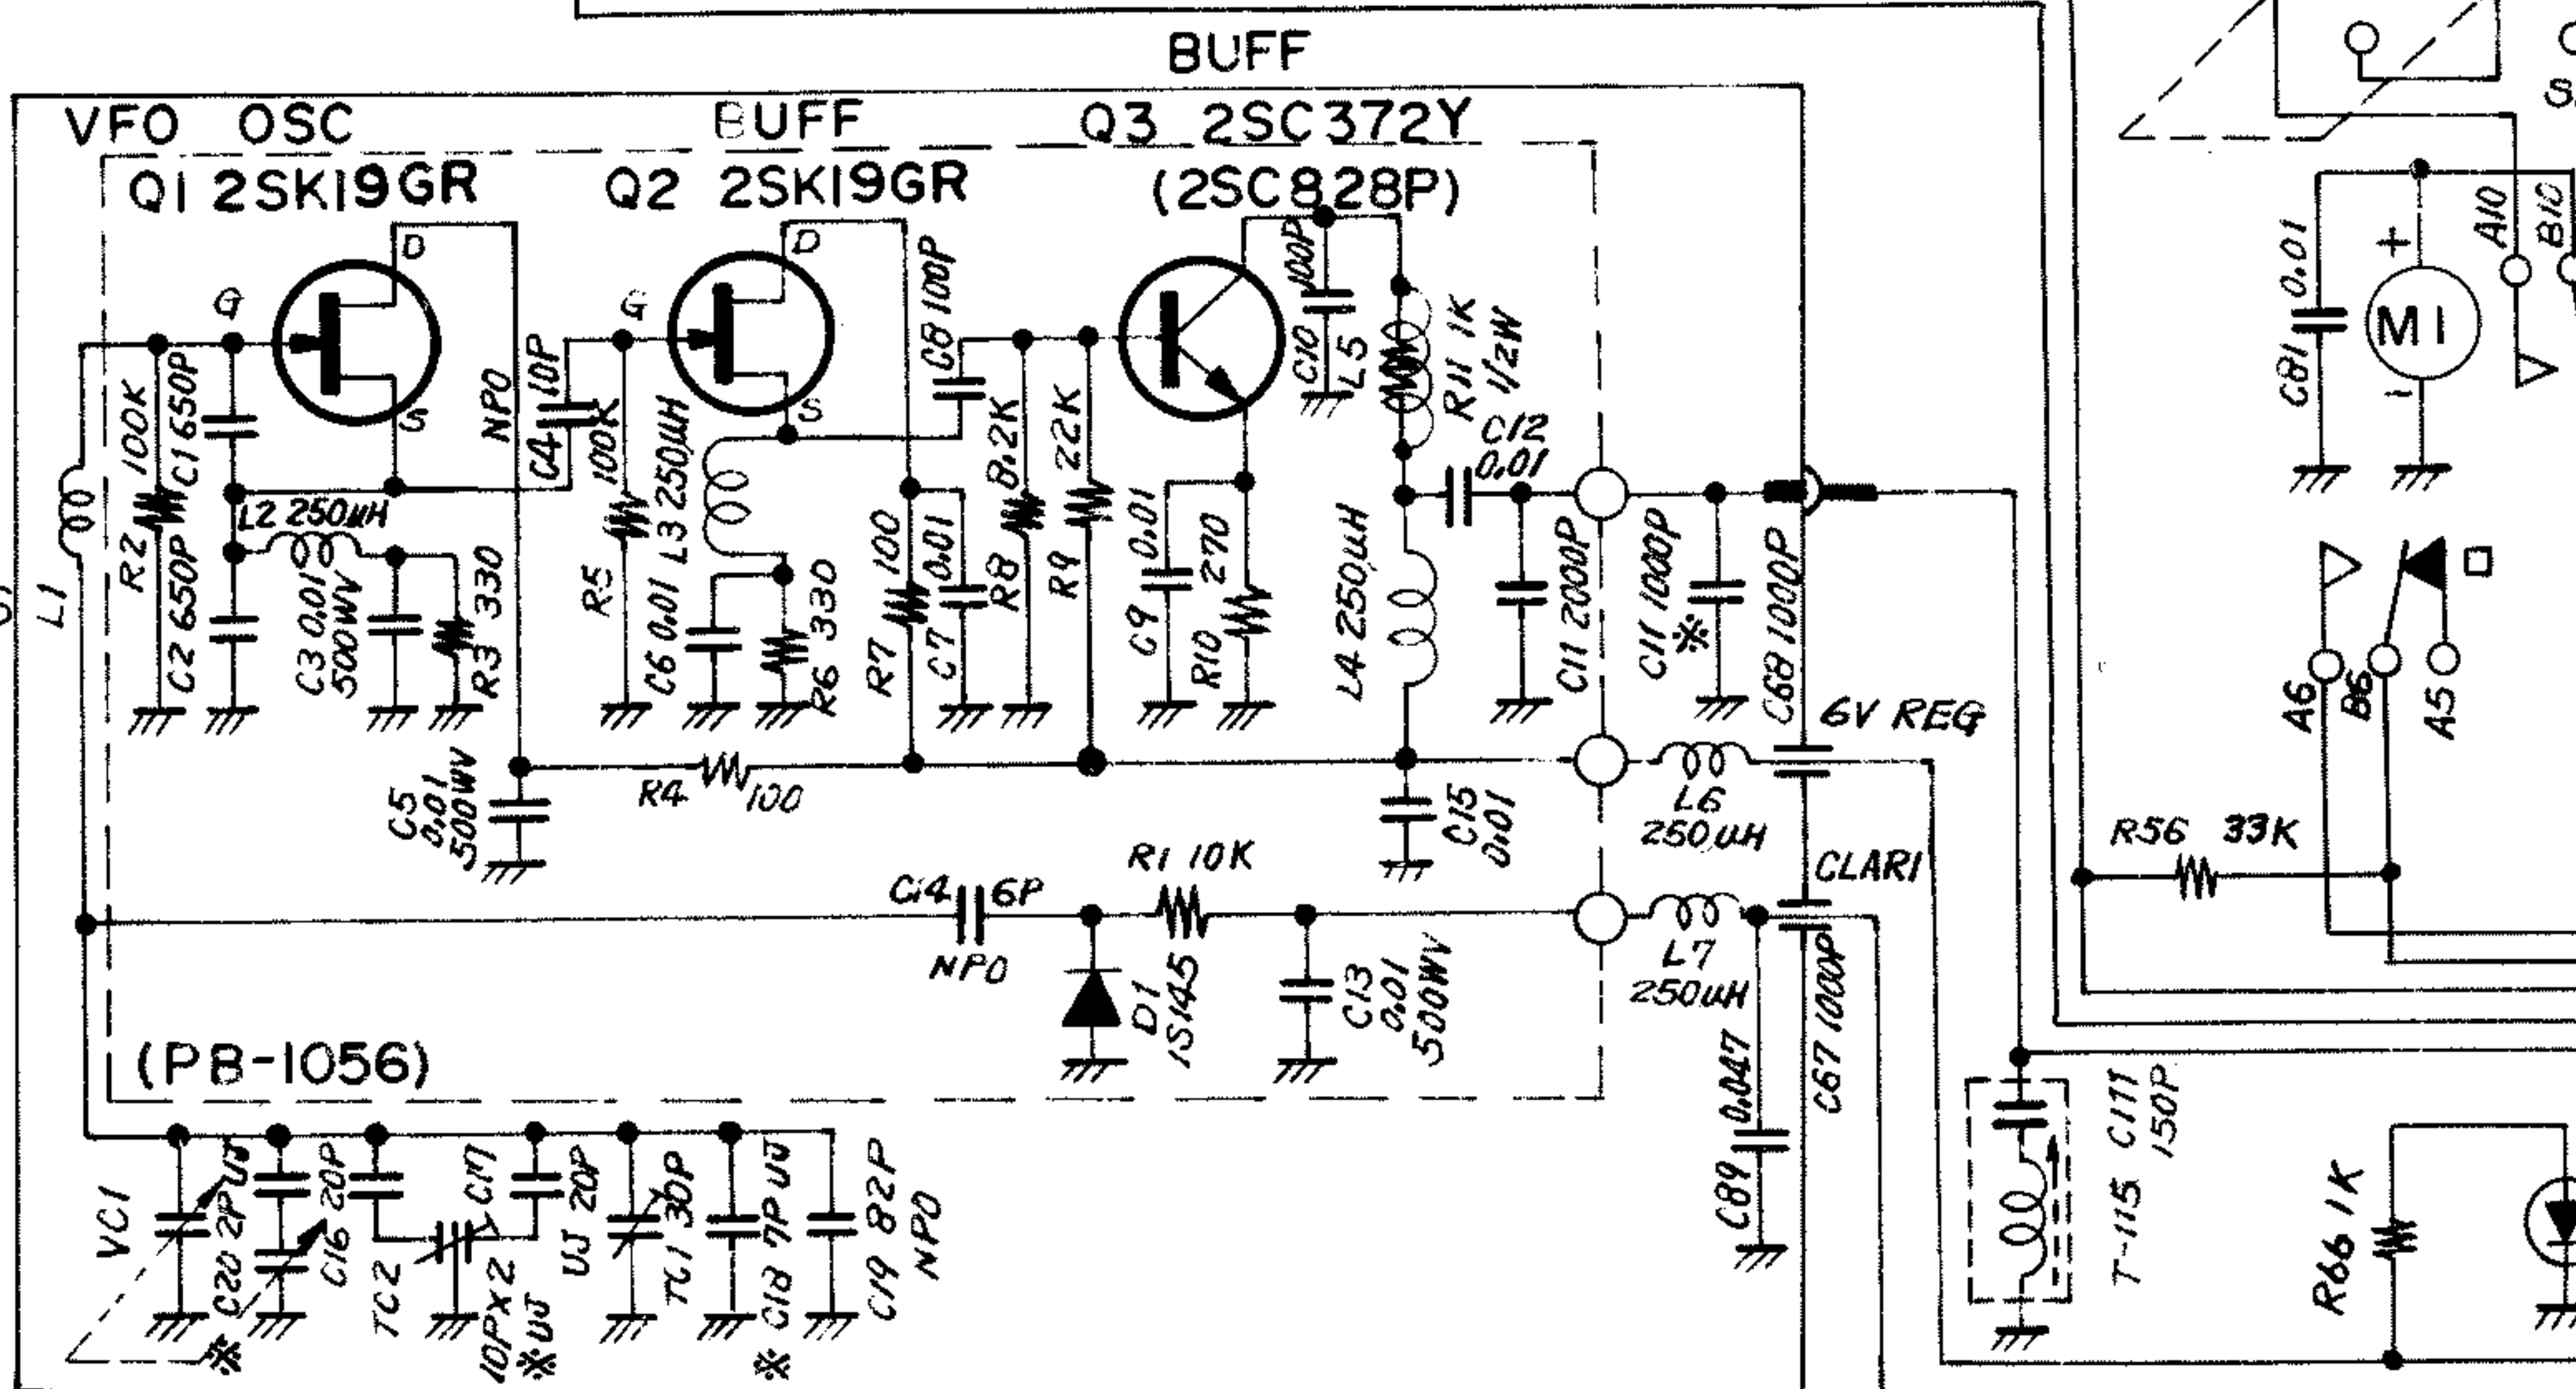 BUFF
VFO OSC
BUFF
Q3 2SC372Y
(2SC828P)
Q1 2SK19GR
Q2 2SK19GR
D
G
S
D
G
S
L1
R2 100K
C1 650P
C2 650P
L2 250μH
C3 0.01
500WV
R3 330
NPO
C4 10P
100K
R5
L3 250μH
C6 0.01
R6 330
C8 100P
R7 100
C7 0.01
R8 8.2K
R9 22K
C9 0.01
R10 270
C10 100P
L5
R11 1K
1/2W
C12
0.01
L4 250μH
C11 2000P
C11 1000P
※
C68 1000P
6V REG
C5
0.01
500WV
R4 100
C15
0.01
L6
250μH
C14 6P
NPO
R1 10K
D1
1S145
C13
0.01
500WV
CLARI
L7
250μH
C67 1000P
C89 0.047
(PB-1056)
VC1
※ C20 2P UJ
C16 20P
TC2
10PX2
※UJ
C17
UJ 20P
TC1 30P
※ C18 7P UJ
C19 82P
NPO
C81 0.01
+
M1
-
A10
B10
A6
B6
A5
R56 33K
T-115 C111
150P
R66 1K